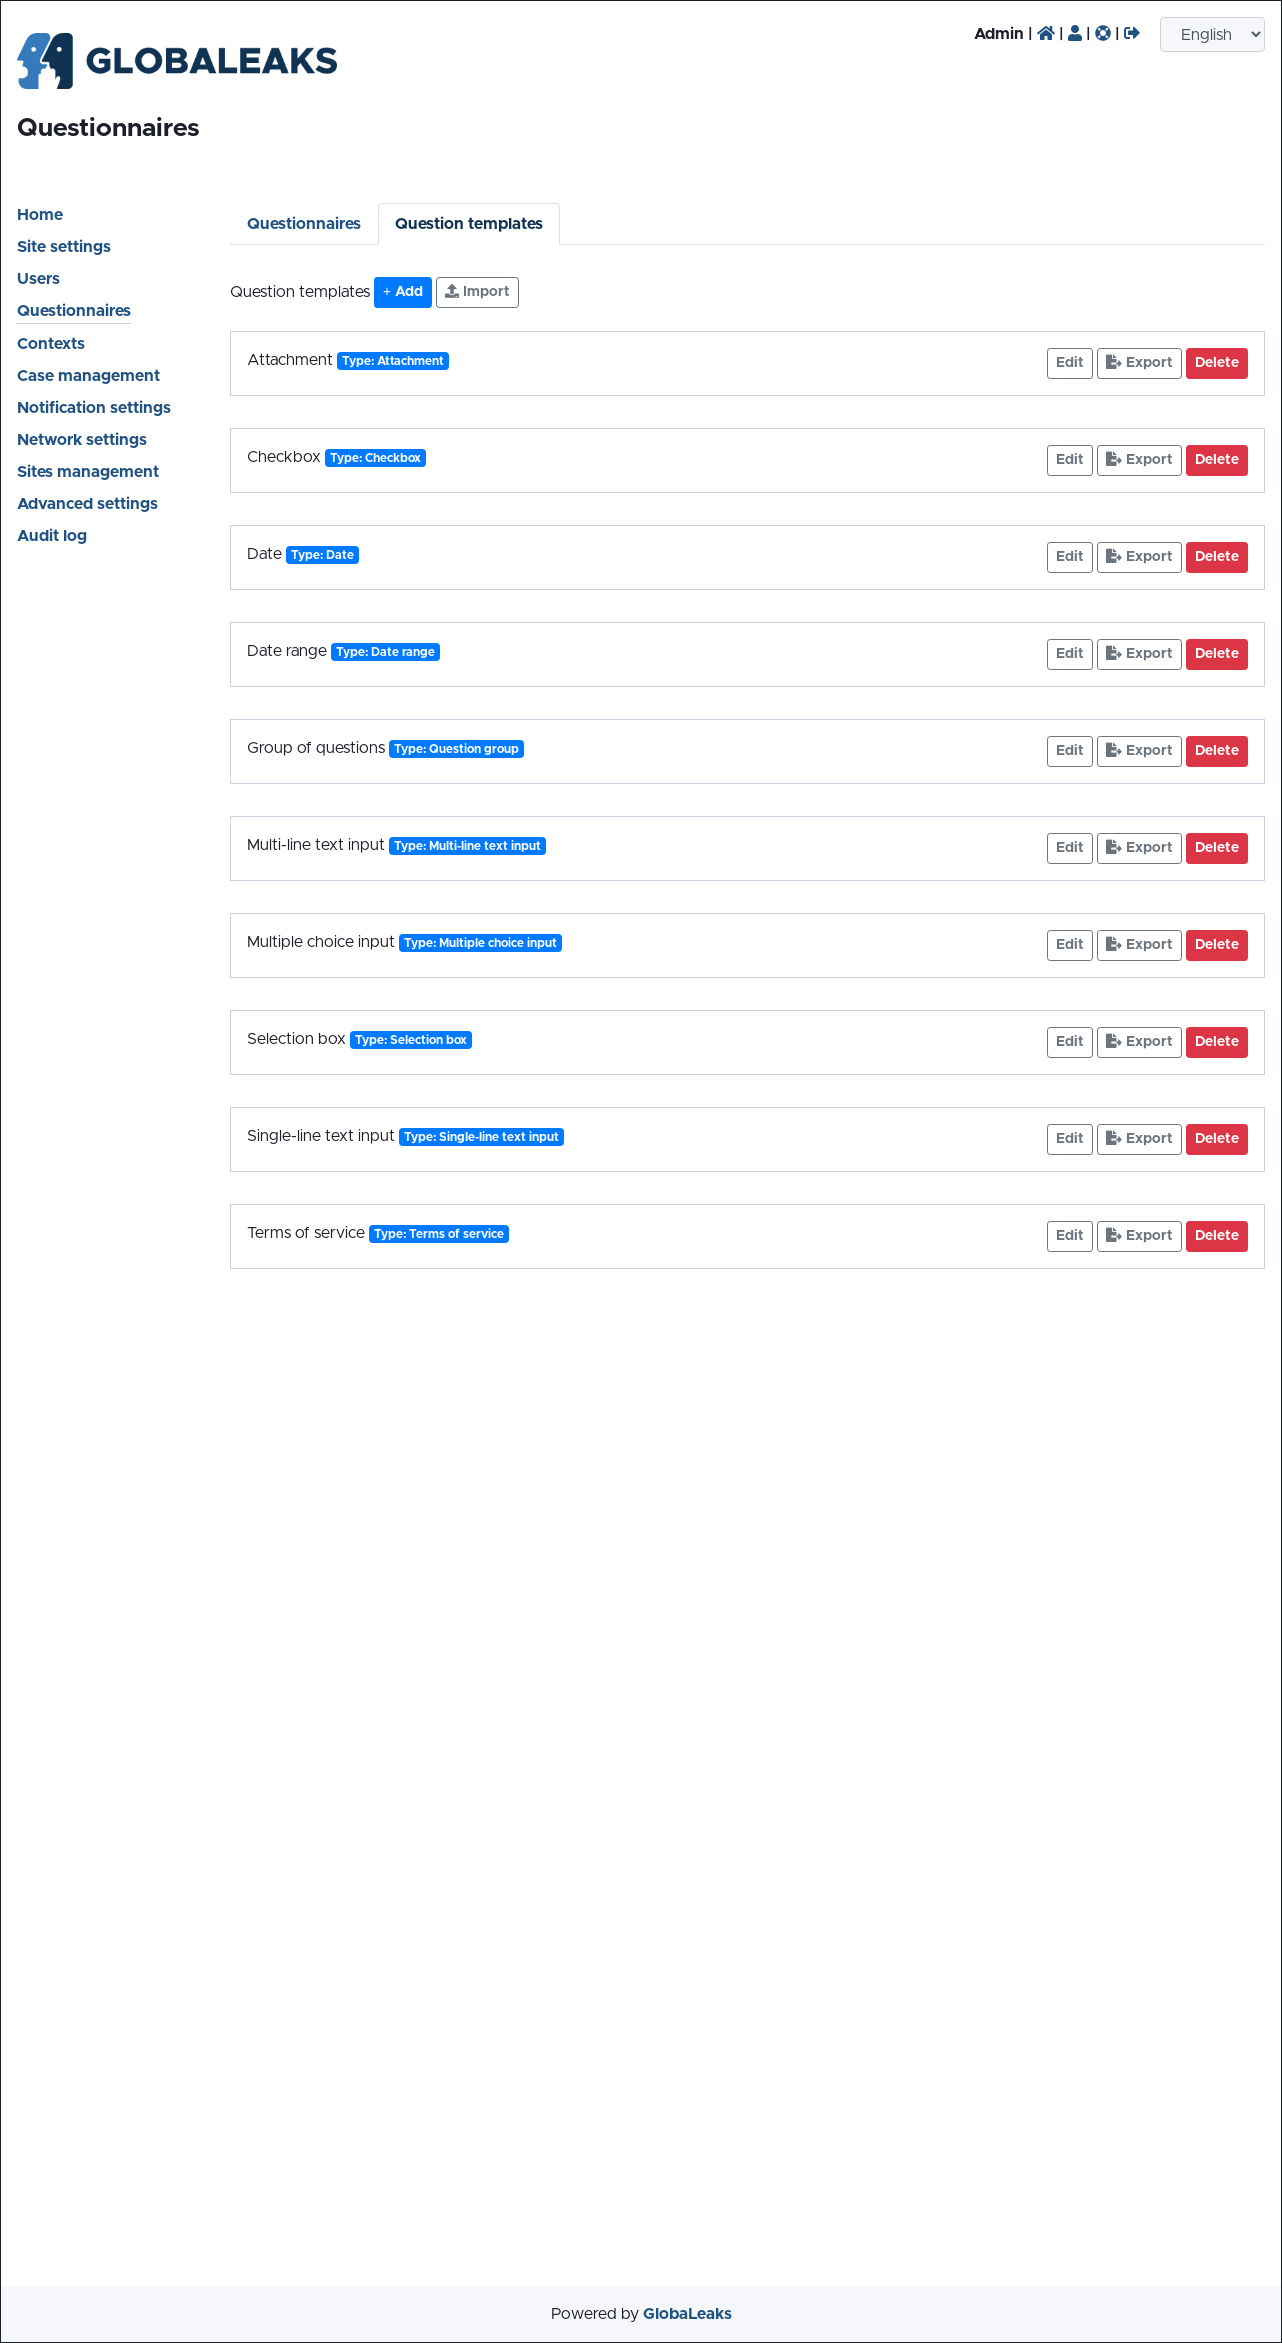 GLOBALEAKS
Admin | | | |
English
Questionnaires
Home
Site settings
Users
Questionnaires
Contexts
Case management
Notification settings
Network settings
Sites management
Advanced settings
Audit log
Questionnaires Question templates
Question templates + Add Import
Attachment Type: Attachment Edit Export Delete
Checkbox Type: Checkbox Edit Export Delete
Date Type: Date Edit Export Delete
Date range Type: Date range Edit Export Delete
Group of questions Type: Question group Edit Export Delete
Multi-line text input Type: Multi-line text input Edit Export Delete
Multiple choice input Type: Multiple choice input Edit Export Delete
Selection box Type: Selection box Edit Export Delete
Single-line text input Type: Single-line text input Edit Export Delete
Terms of service Type: Terms of service Edit Export Delete
Powered by GlobaLeaks